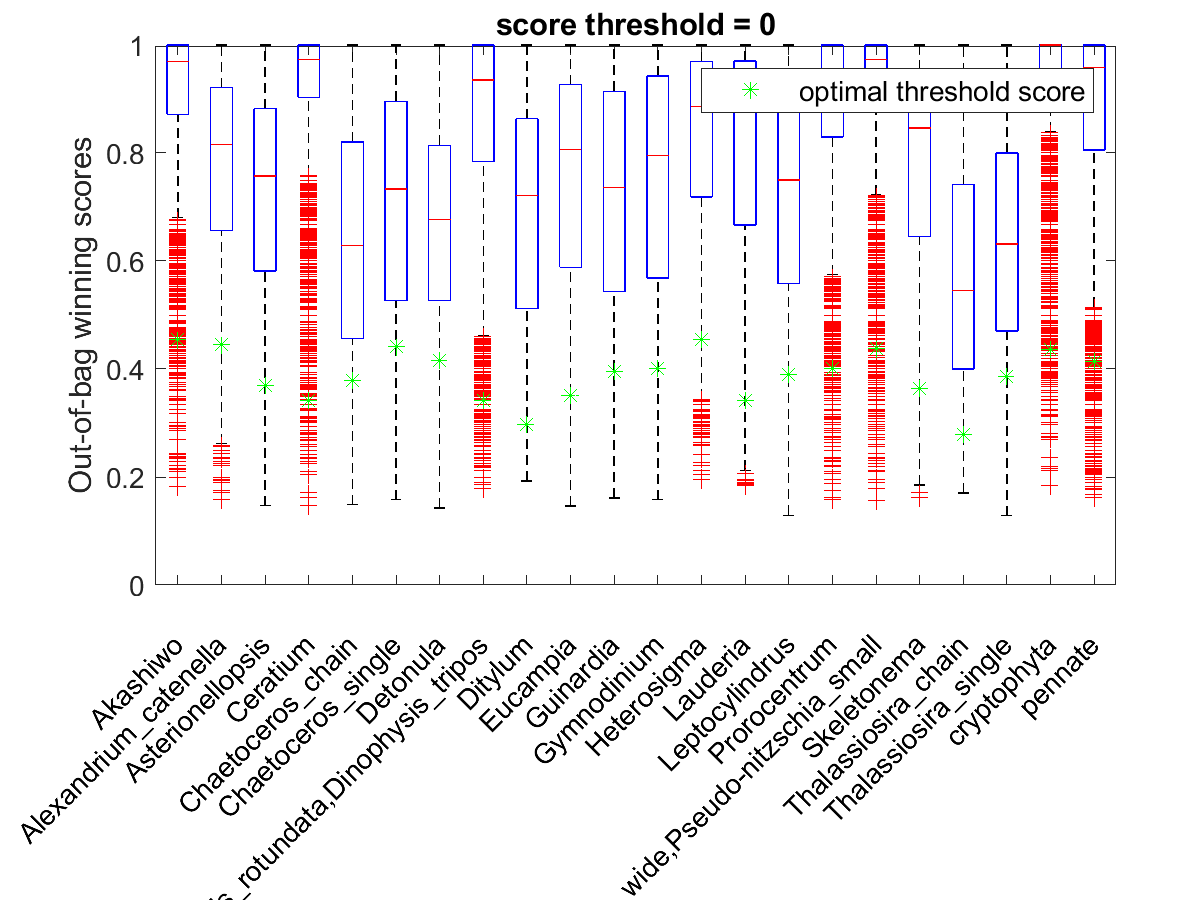 score threshold = 0
optimal threshold score
Out-of-bag winning scores
1
0.8
0.6
0.4
0.2
0
Akashiwo
Alexandrium_catenella
Asterionellopsis
Ceratium
Chaetoceros_chain
Chaetoceros_single
Detonula
_rotundata,Dinophysis_tripos
Ditylum
Eucampia
Guinardia
Gymnodinium
Heterosigma
Lauderia
Leptocylindrus
Prorocentrum
wide,Pseudo-nitzschia_small
Skeletonema
Thalassiosira_chain
Thalassiosira_single
cryptophyta
pennate